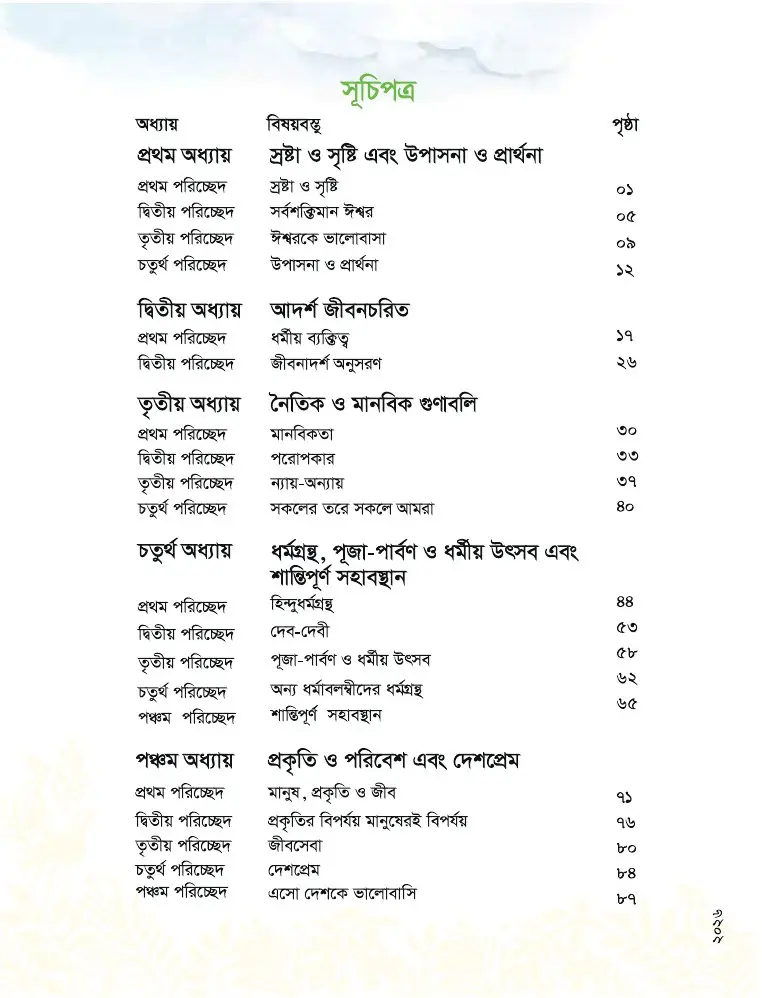 সূচিপত্র
অধ্যায় বিষয়বস্তু পৃষ্ঠা
প্রথম অধ্যায় স্রষ্টা ও সৃষ্টি এবং উপাসনা ও প্রার্থনা
প্রথম পরিচ্ছেদ স্রষ্টা ও সৃষ্টি ০১
দ্বিতীয় পরিচ্ছেদ সর্বশক্তিমান ঈশ্বর ০৫
তৃতীয় পরিচ্ছেদ ঈশ্বরকে ভালোবাসা ০৯
চতুর্থ পরিচ্ছেদ উপাসনা ও প্রার্থনা ১২
দ্বিতীয় অধ্যায় আদর্শ জীবনচরিত
প্রথম পরিচ্ছেদ ধর্মীয় ব্যক্তিত্ব ১৭
দ্বিতীয় পরিচ্ছেদ জীবনাদর্শ অনুসরণ ২৬
তৃতীয় অধ্যায় নৈতিক ও মানবিক গুণাবলি
প্রথম পরিচ্ছেদ মানবিকতা ৩০
দ্বিতীয় পরিচ্ছেদ পরোপকার ৩৩
তৃতীয় পরিচ্ছেদ ন্যায়-অন্যায় ৩৭
চতুর্থ পরিচ্ছেদ সকলের তরে সকলে আমরা ৪০
চতুর্থ অধ্যায় ধর্মগ্রন্থ, পূজা-পার্বণ ও ধর্মীয় উৎসব এবং
শান্তিপূর্ণ সহাবস্থান
প্রথম পরিচ্ছেদ হিন্দুধর্মগ্রন্থ ৪৪
দ্বিতীয় পরিচ্ছেদ দেব-দেবী ৫৩
তৃতীয় পরিচ্ছেদ পূজা-পার্বণ ও ধর্মীয় উৎসব ৫৮
চতুর্থ পরিচ্ছেদ অন্য ধর্মাবলম্বীদের ধর্মগ্রন্থ ৬২
পঞ্চম পরিচ্ছেদ শান্তিপূর্ণ সহাবস্থান ৬৫
পঞ্চম অধ্যায় প্রকৃতি ও পরিবেশ এবং দেশপ্রেম
প্রথম পরিচ্ছেদ মানুষ, প্রকৃতি ও জীব ৭১
দ্বিতীয় পরিচ্ছেদ প্রকৃতির বিপর্যয় মানুষেরই বিপর্যয় ৭৬
তৃতীয় পরিচ্ছেদ জীবসেবা ৮০
চতুর্থ পরিচ্ছেদ দেশপ্রেম ৮৪
পঞ্চম পরিচ্ছেদ এসো দেশকে ভালোবাসি ৮৭
২০২৬